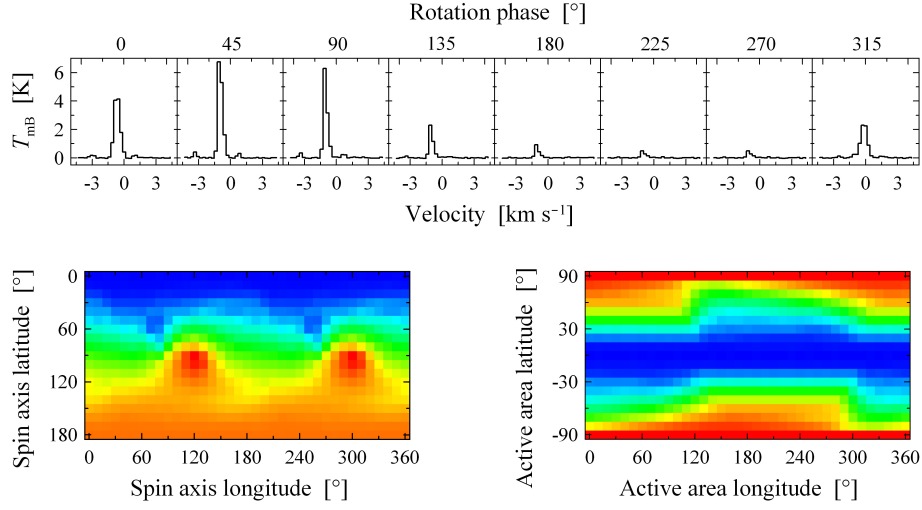 Rotation phase [°]
0 45 90 135 180 225 270 315
T_mB [K]
6
4
2
0
-3 0 3 -3 0 3 -3 0 3 -3 0 3 -3 0 3 -3 0 3 -3 0 3 -3 0 3
Velocity [km s⁻¹]
Spin axis latitude [°]
0
60
120
180
0 60 120 180 240 300 360
Spin axis longitude [°]
Active area latitude [°]
90
30
-30
-90
0 60 120 180 240 300 360
Active area longitude [°]